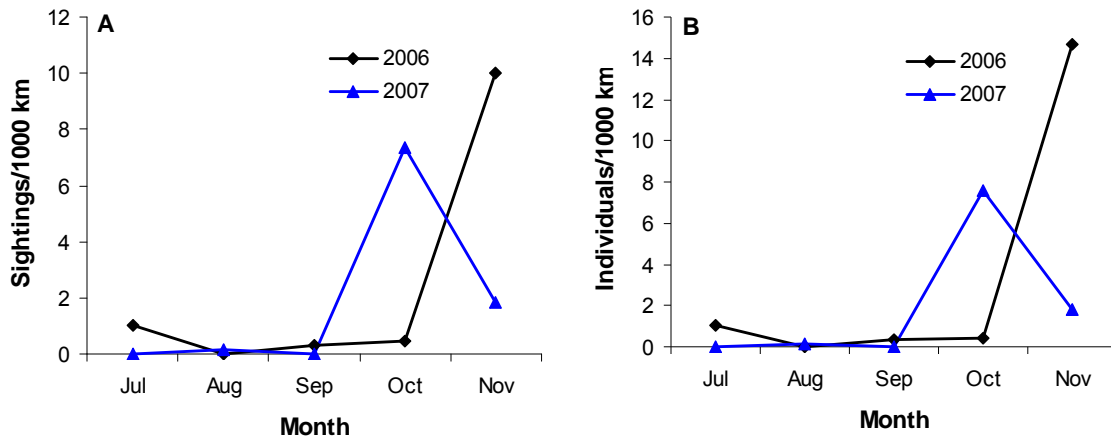 A
12
10
8
6
4
2
0
Sightings/1000 km
2006
2007
Jul Aug Sep Oct Nov
Month
B
16
14
12
10
8
6
4
2
0
Individuals/1000 km
2006
2007
Jul Aug Sep Oct Nov
Month